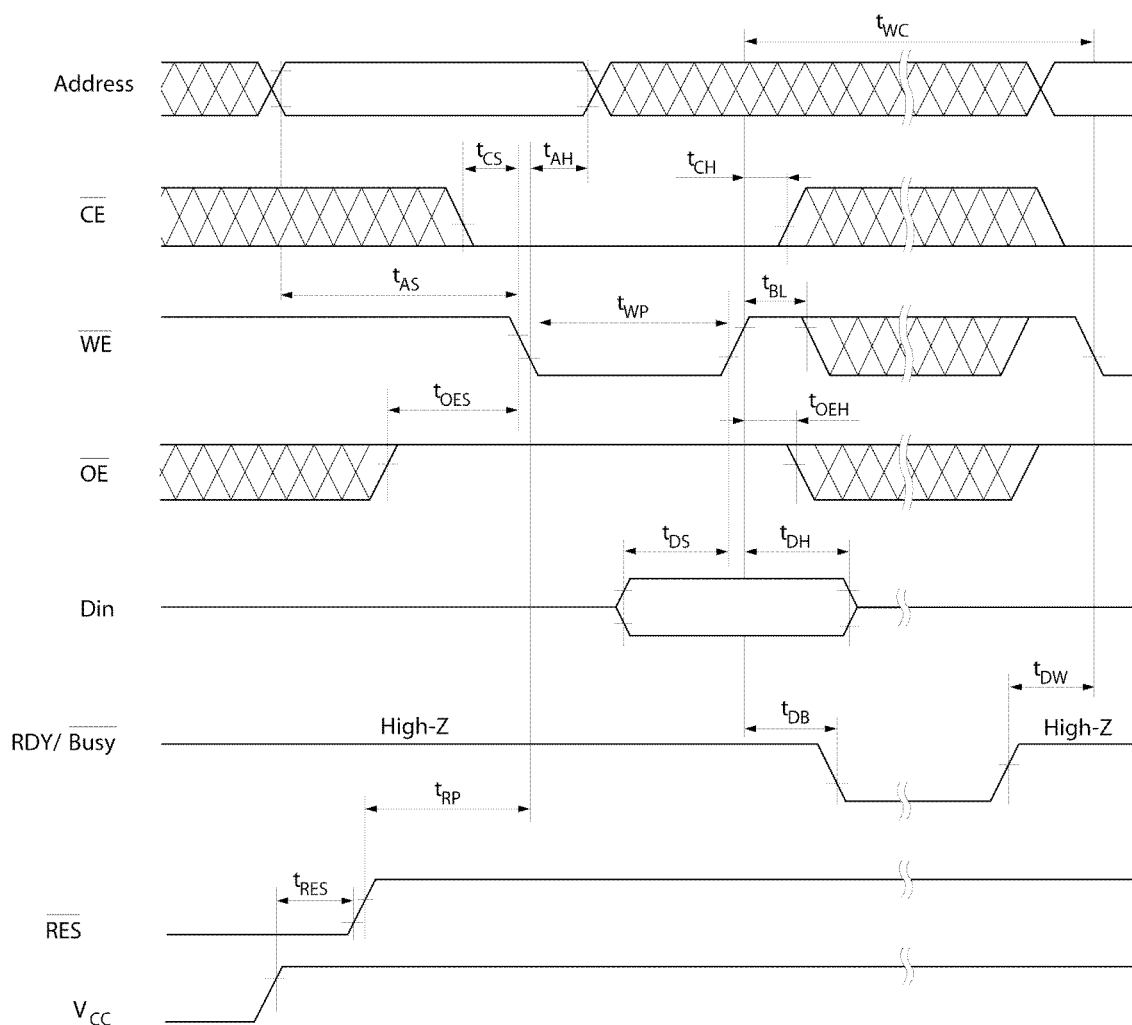 tWC
Address
tCS
tAH
tCH
CE
tAS
tWP
tBL
WE
tOES
tOEH
OE
tDS
tDH
Din
tDW
tDB
High-Z
High-Z
RDY/ Busy
tRP
tRES
RES
VCC